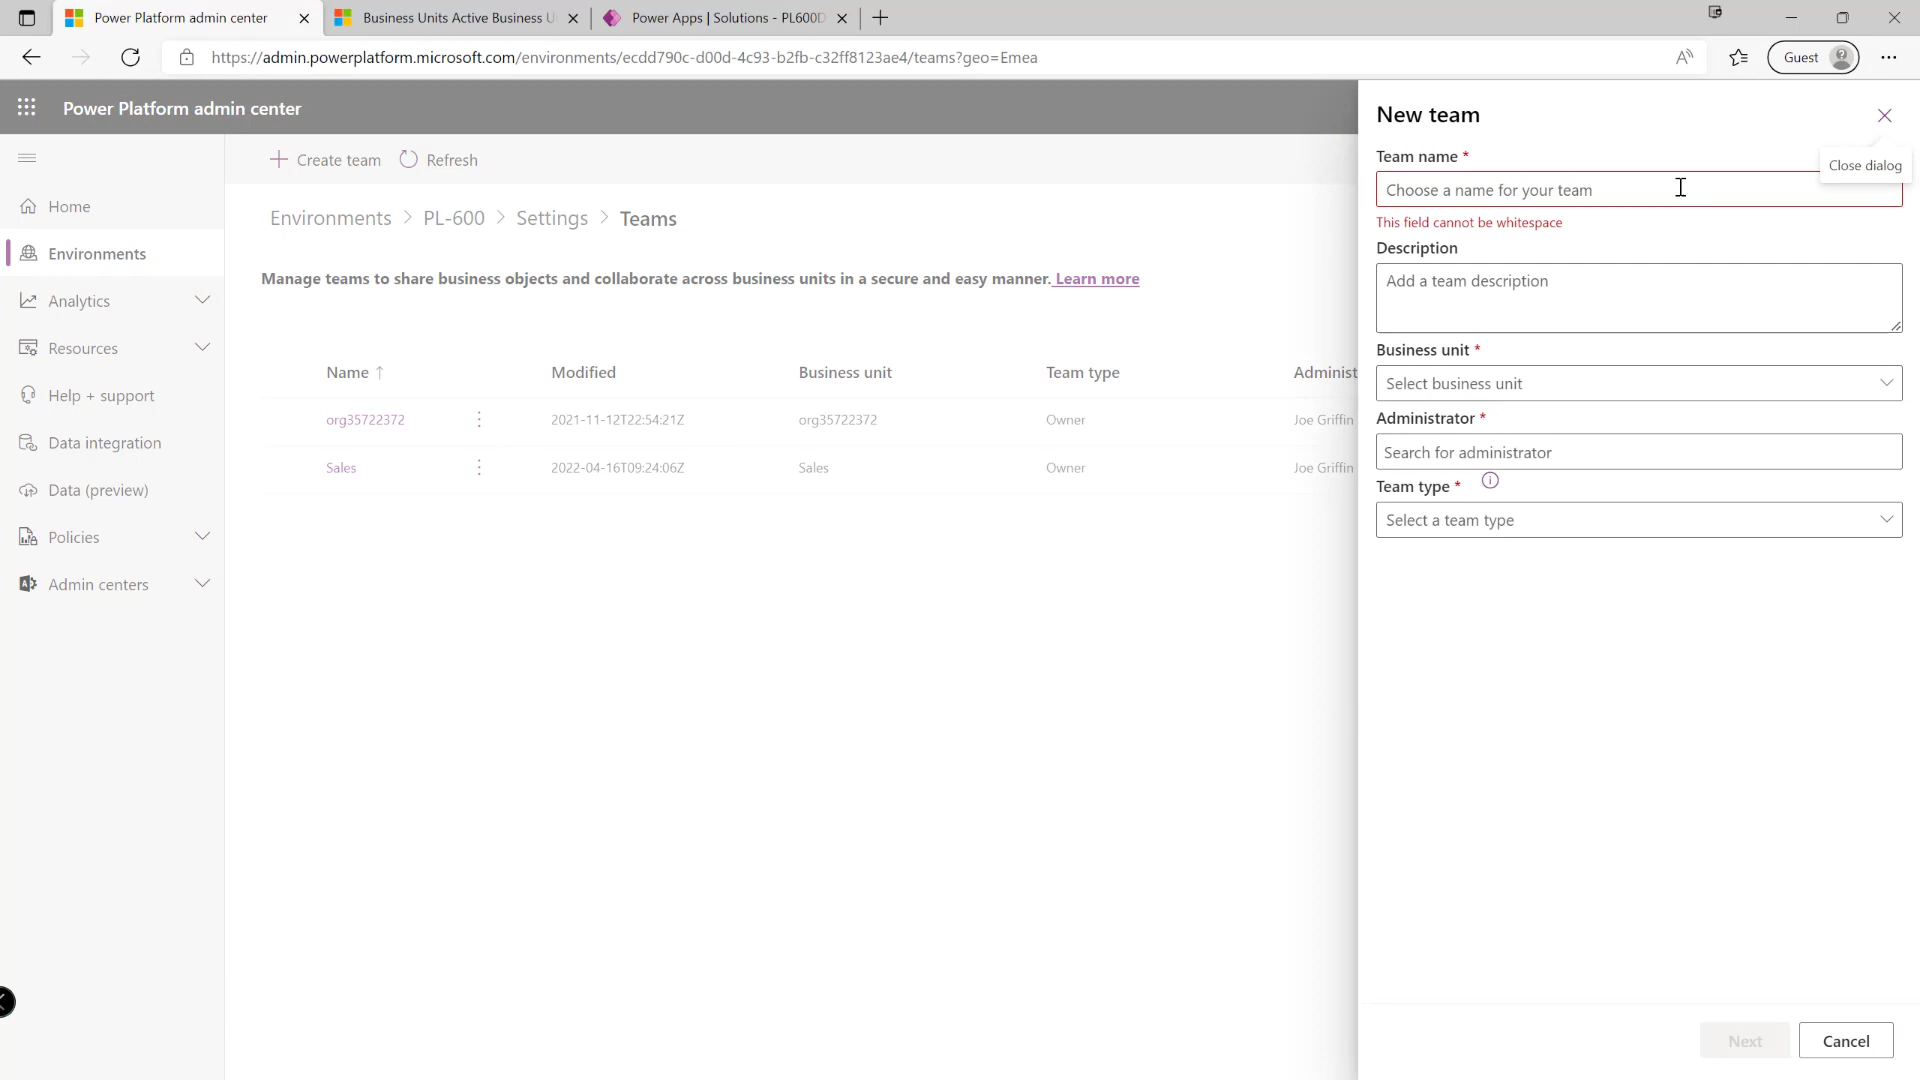 Power Platform admin center
Business Units Active Business U
Power Apps | Solutions - PL600D
https://admin.powerplatform.microsoft.com/environments/ecdd790c-d00d-4c93-b2fb-c32ff8123ae4/teams?geo=Emea
Guest
Power Platform admin center
Home
Environments
Analytics
Resources
Help + support
Data integration
Data (preview)
Policies
Admin centers
Create team
Refresh
Environments > PL-600 > Settings > Teams
Manage teams to share business objects and collaborate across business units in a secure and easy manner. Learn more
Name ↑ Modified Business unit Team type Administ
org35722372 2021-11-12T22:54:21Z org35722372 Owner Joe Griffin
Sales 2022-04-16T09:24:06Z Sales Owner Joe Griffin
New team
Close dialog
Team name *
Choose a name for your team
This field cannot be whitespace
Description
Add a team description
Business unit *
Select business unit
Administrator *
Search for administrator
Team type *
Select a team type
Next
Cancel